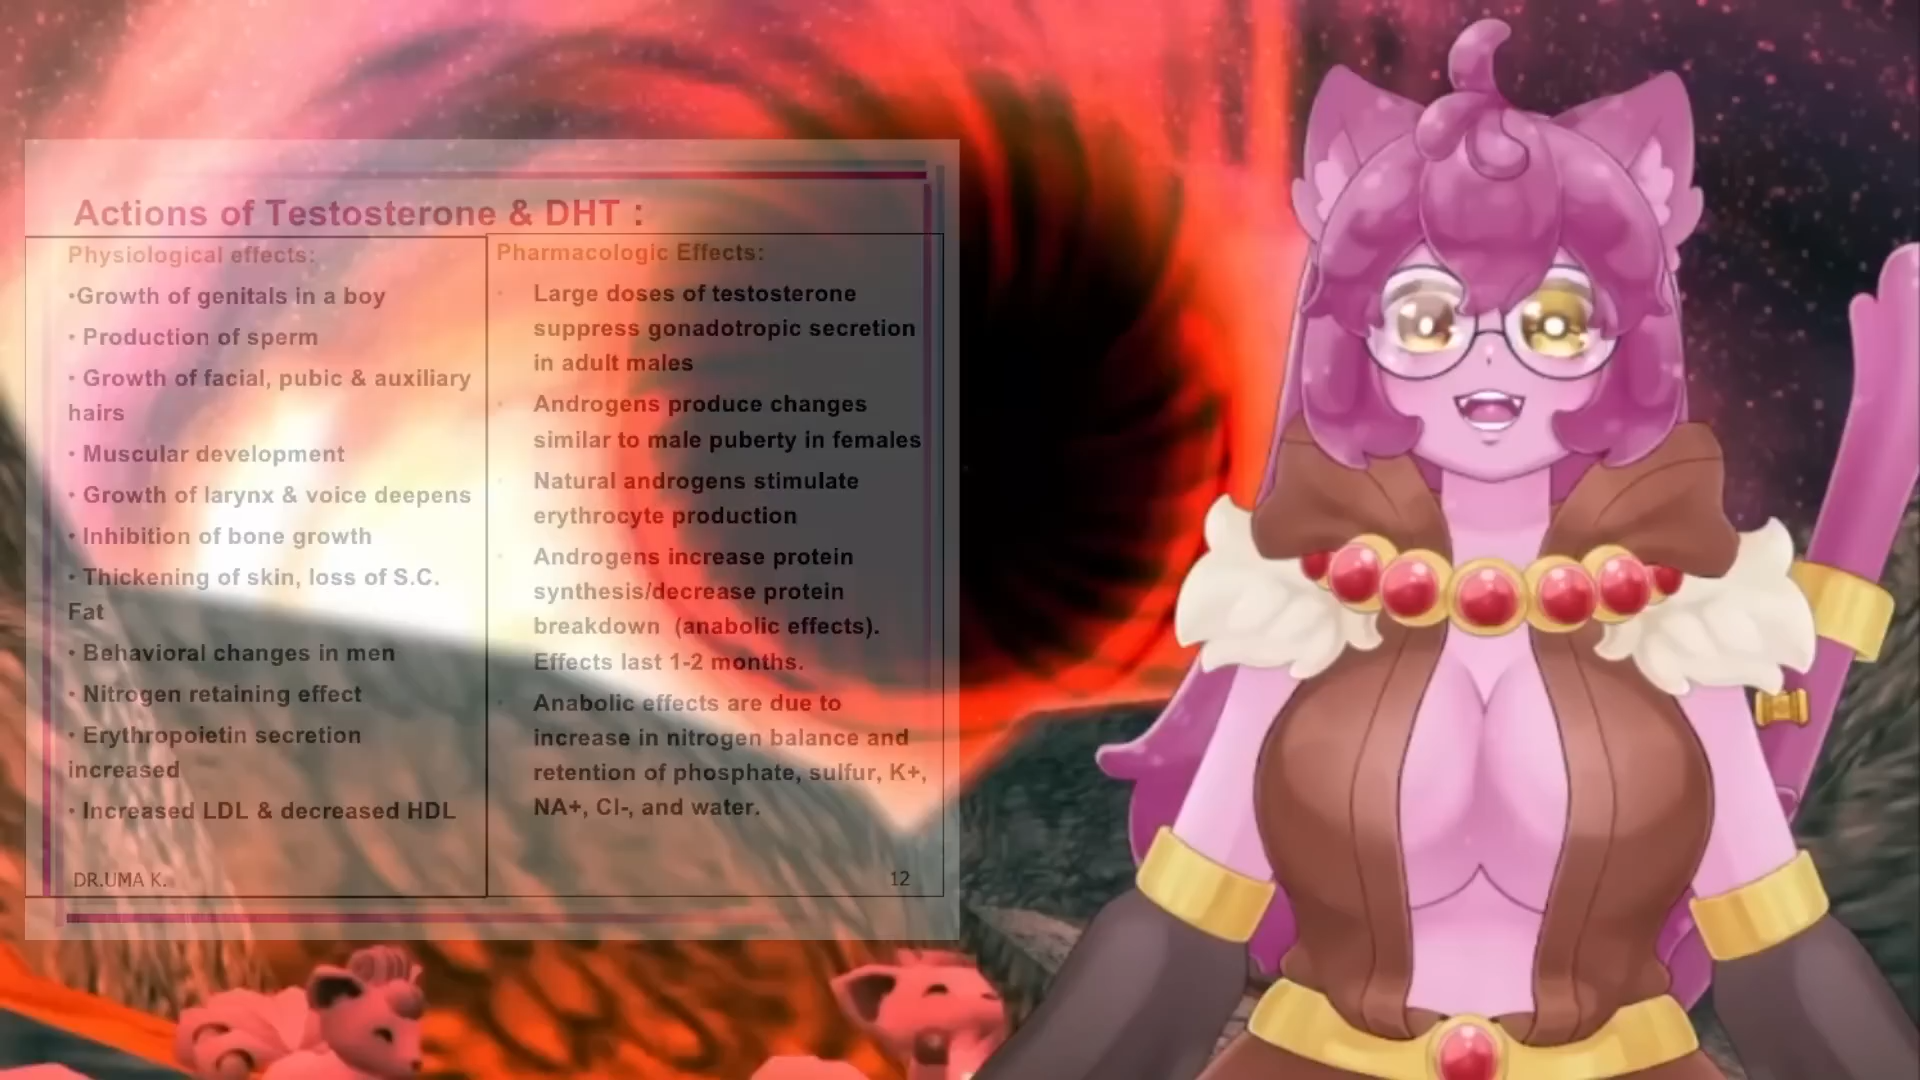 Actions of Testosterone & DHT :
Physiological effects:
•Growth of genitals in a boy
• Production of sperm
• Growth of facial, pubic & auxiliary
hairs
• Muscular development
• Growth of larynx & voice deepens
• Inhibition of bone growth
• Thickening of skin, loss of S.C.
Fat
• Behavioral changes in men
• Nitrogen retaining effect
• Erythropoietin secretion
increased
• Increased LDL & decreased HDL
Pharmacologic Effects:
Large doses of testosterone
suppress gonadotropic secretion
in adult males
Androgens produce changes
similar to male puberty in females
Natural androgens stimulate
erythrocyte production
Androgens increase protein
synthesis/decrease protein
breakdown (anabolic effects).
Effects last 1-2 months.
Anabolic effects are due to
increase in nitrogen balance and
retention of phosphate, sulfur, K+,
NA+, Cl-, and water.
DR.UMA K.
12